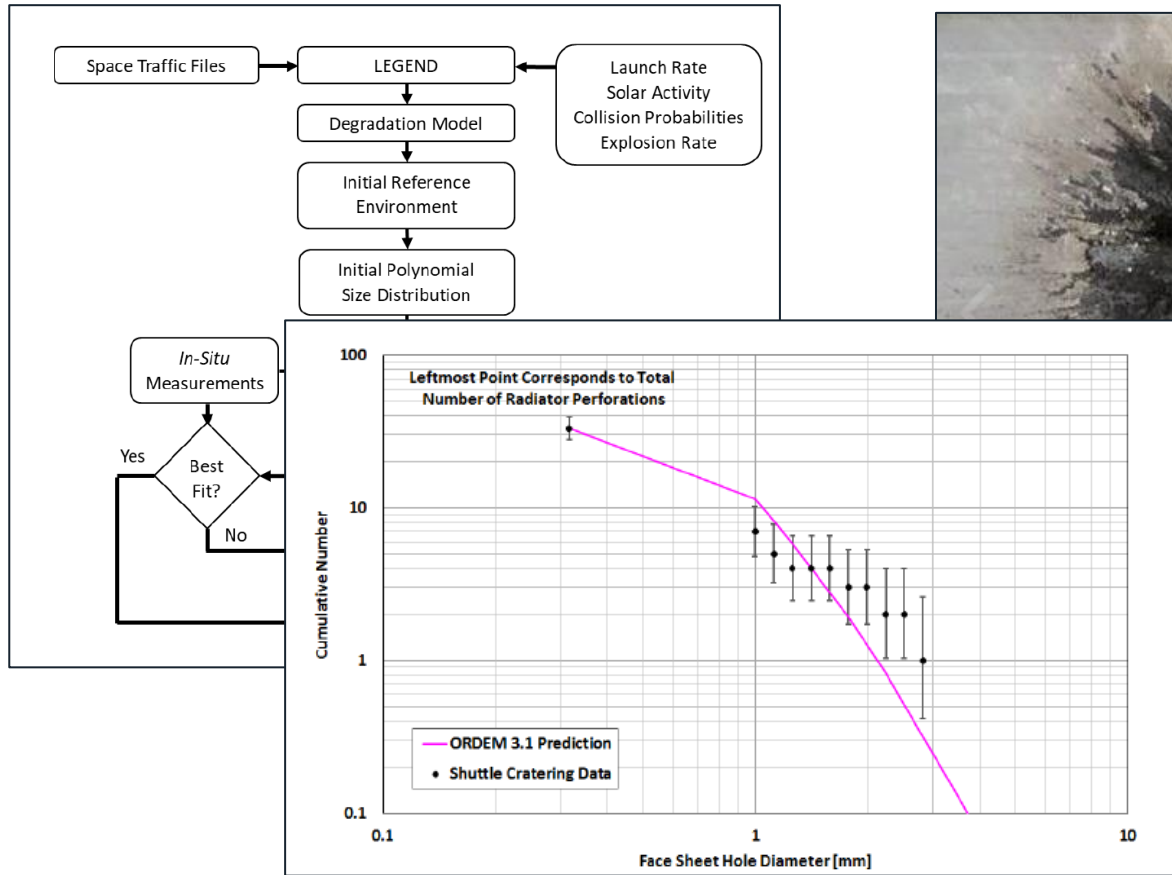 Space Traffic Files
LEGEND
Launch Rate
Solar Activity
Collision Probabilities
Explosion Rate
Degradation Model
Initial Reference
Environment
Initial Polynomial
Size Distribution
In-Situ
Measurements
Yes
Best
Fit?
No
100
10
1
0.1
Cumulative Number
Leftmost Point Corresponds to Total
Number of Radiator Perforations
ORDEM 3.1 Prediction
Shuttle Cratering Data
0.1
1
10
Face Sheet Hole Diameter [mm]